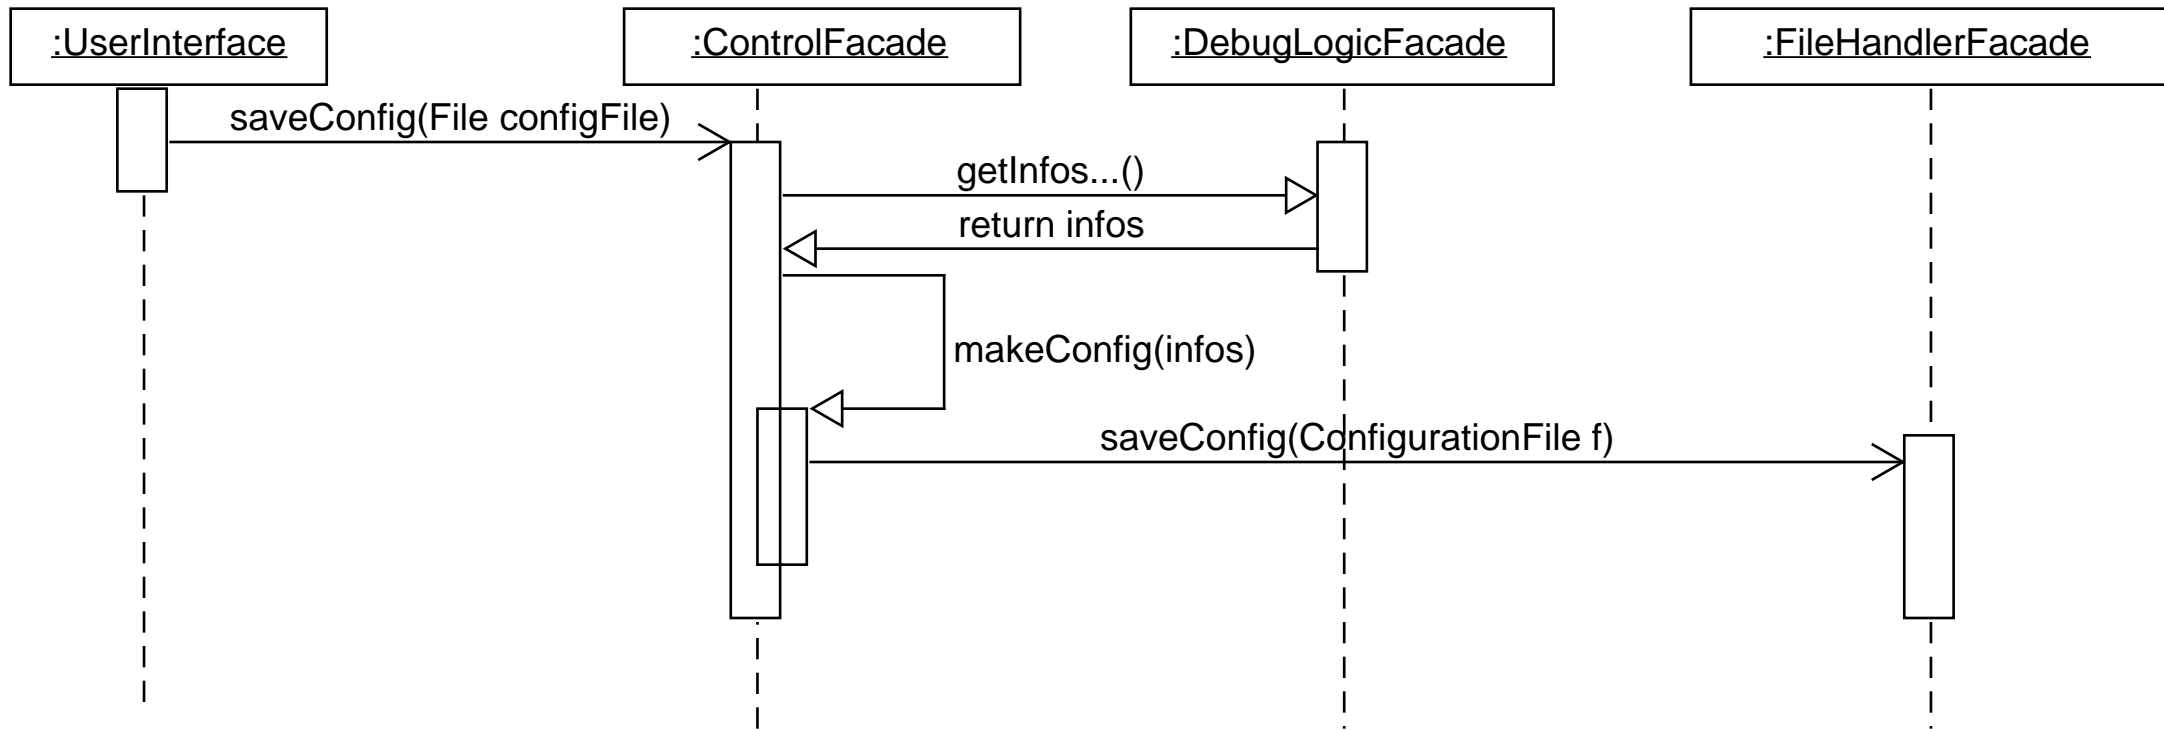 :UserInterface
:ControlFacade
:DebugLogicFacade
:FileHandlerFacade
saveConfig(File configFile)
getInfos...()
return infos
makeConfig(infos)
saveConfig(ConfigurationFile f)